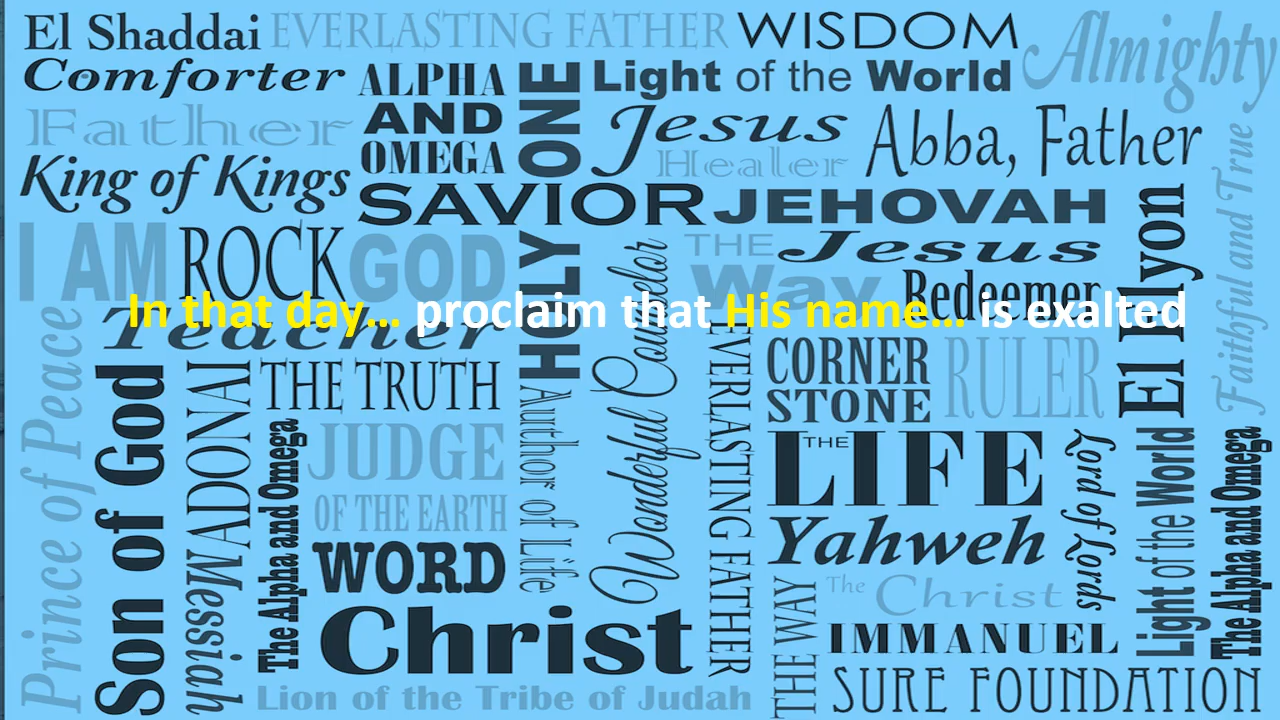 El Shaddai
EVERLASTING FATHER
WISDOM
Almighty
Comforter
ALPHA
AND
OMEGA
HOLY ONE
Light of the World
Father
Jesus
Healer
Abba, Father
King of Kings
SAVIOR
JEHOVAH
El Elyon
Faithful and True
I AM
ROCK
GOD
THE
Way
Jesus
Redeemer
In that day... proclaim that His name... is exalted
Teacher
Wonderful Counselor
Prince of Peace
Son of God
ADONAI
Messiah
THE TRUTH
The Alpha and Omega
JUDGE
OF THE EARTH
Author of Life
EVERLASTING FATHER
CORNER
STONE
RULER
THE
LIFE
Lord of Lords
Light of the World
The Alpha and Omega
WORD
Yahweh
Christ
THE WAY
The Christ
IMMANUEL
Lion of the Tribe of Judah
SURE FOUNDATION